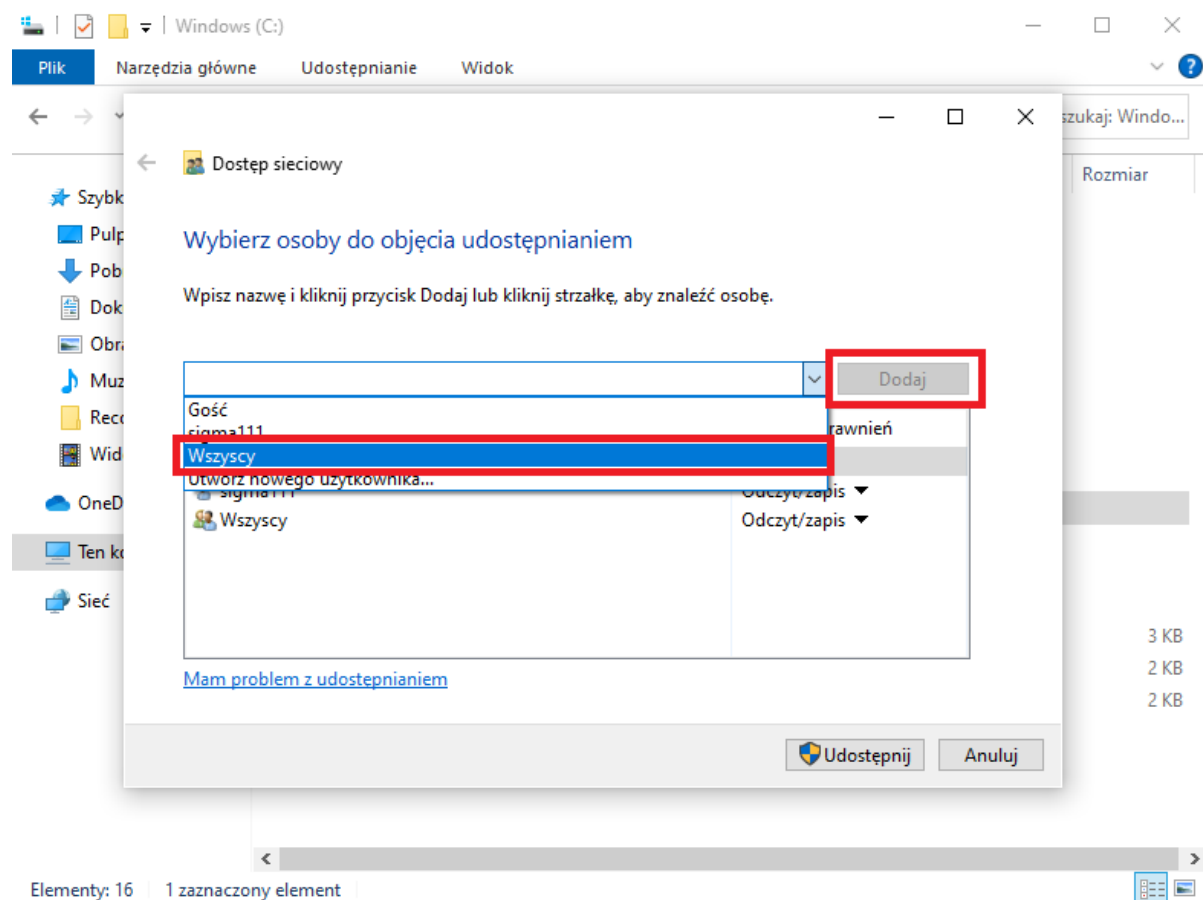 Windows (C:)
Plik Narzędzia główne Udostępnianie Widok
szukaj: Windo...
Dostęp sieciowy
Rozmiar
Szybk
Pulp
Pob
Dok
Obra
Muz
Reco
Wid
OneD
Ten ko
Sieć
Wybierz osoby do objęcia udostępnianiem
Wpisz nazwę i kliknij przycisk Dodaj lub kliknij strzałkę, aby znaleźć osobę.
Dodaj
Gość
sigma111
rawnień
Wszyscy
Utwórz nowego użytkownika...
sigma111 Odczyt/zapis
Wszyscy Odczyt/zapis
3 KB
2 KB
2 KB
Mam problem z udostępnianiem
Udostępnij Anuluj
Elementy: 16 1 zaznaczony element